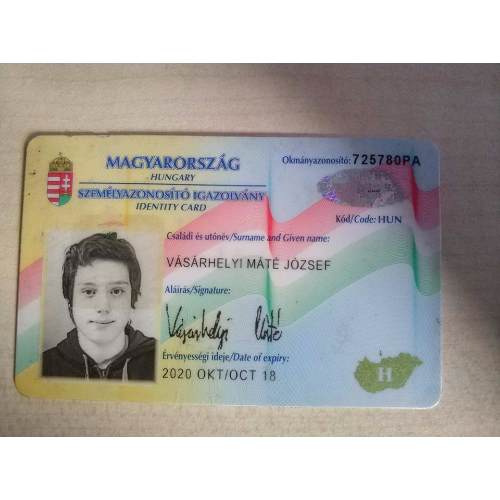 MAGYARORSZÁG
HUNGARY
SZEMÉLYAZONOSÍTÓ IGAZOLVÁNY
IDENTITY CARD
Okmányazonosító: 725780PA
Kód/Code: HUN
Családi és utónév/Surname and Given name:
VÁSÁRHELYI MÁTÉ JÓZSEF
Aláírás/Signature:
Vásárhelyi Máté
Érvényességi ideje/Date of expiry:
2020 OKT/OCT 18
H